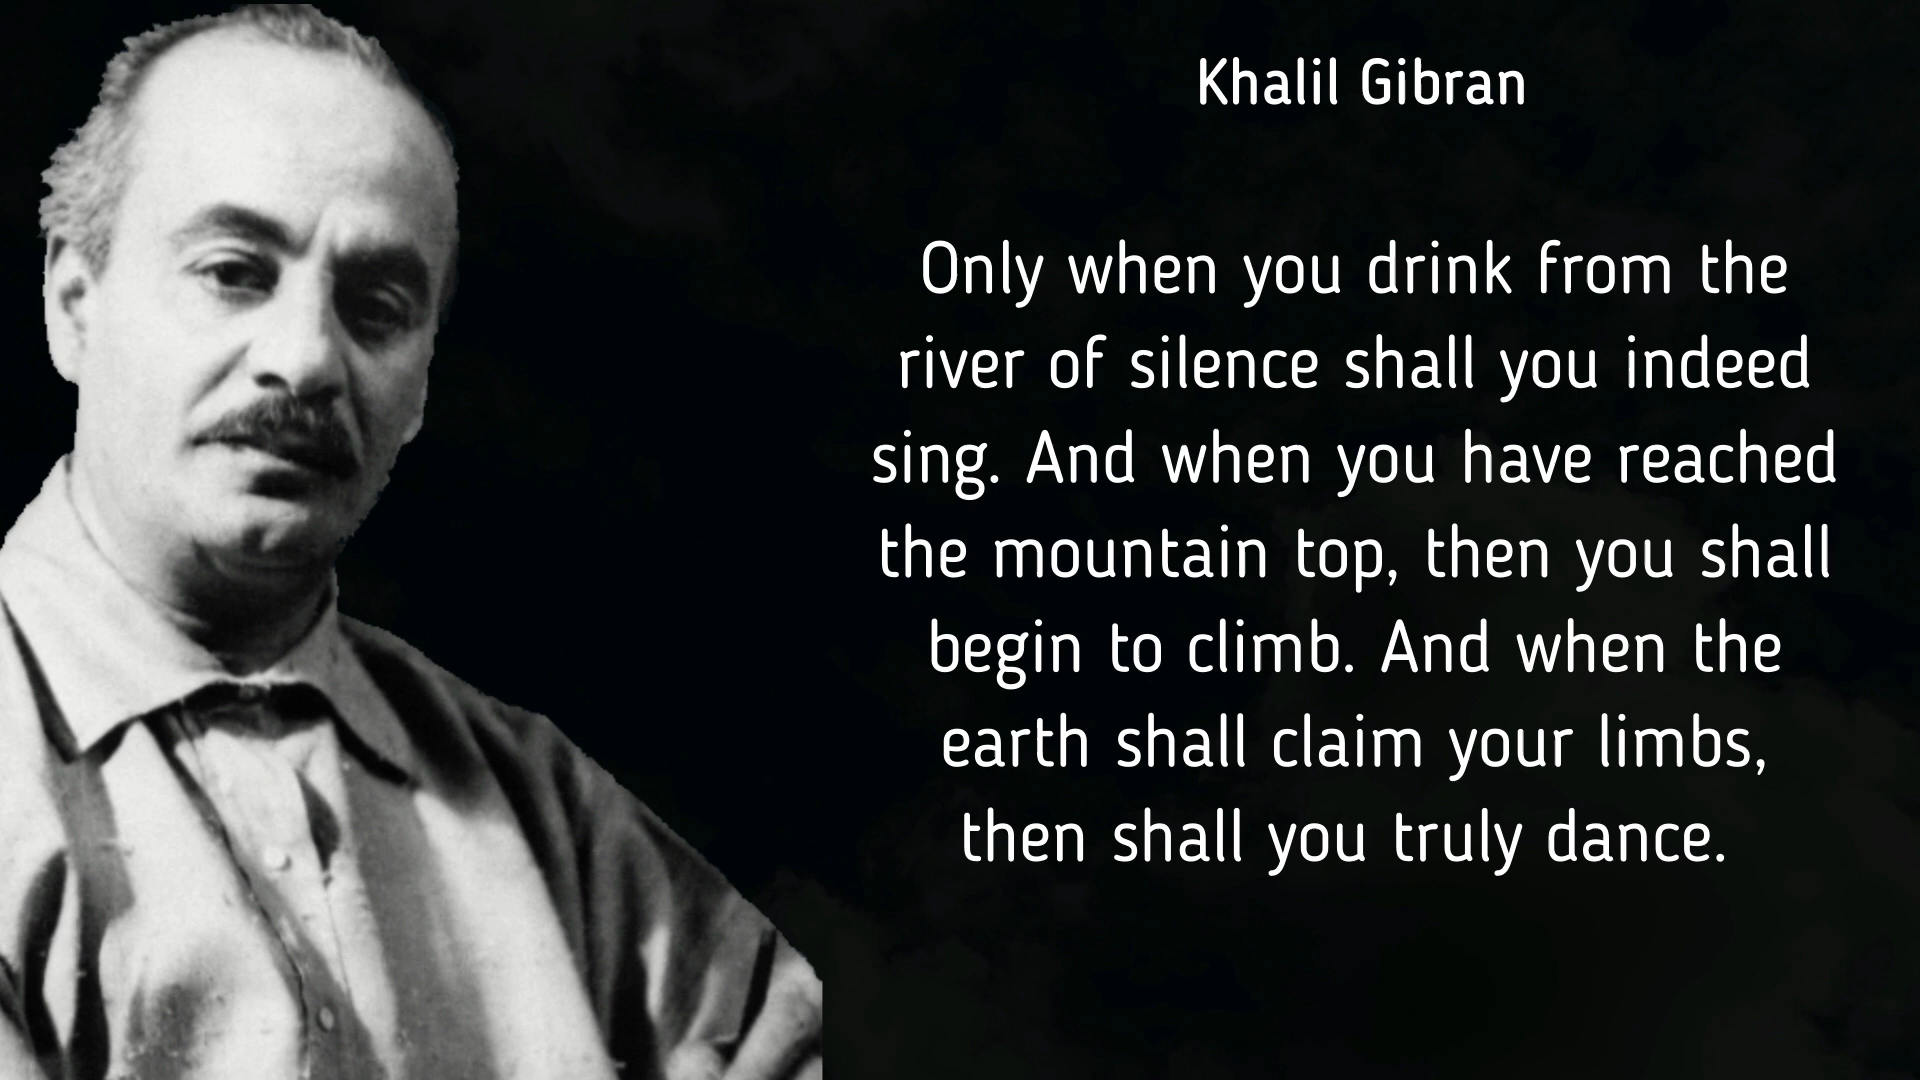 Khalil Gibran
Only when you drink from the
river of silence shall you indeed
sing. And when you have reached
the mountain top, then you shall
begin to climb. And when the
earth shall claim your limbs,
then shall you truly dance.